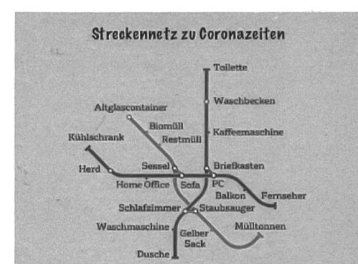 Streckennetz zu Coronazeiten
Toilette
Waschbecken
Altglascontainer
Biomüll
Kaffeemaschine
Restmüll
Kühlschrank
Sessel
Briefkasten
Herd
Home Office
Sofa
PC
Balkon
Fernseher
Schlafzimmer
Staubsauger
Waschmaschine
Gelber
Sack
Mülltonnen
Dusche